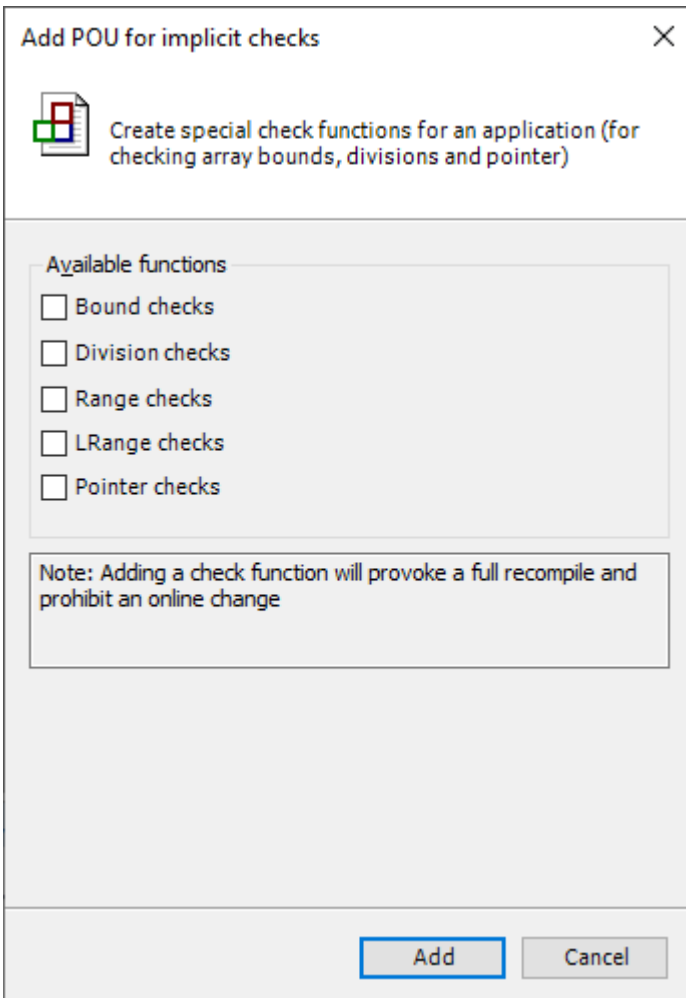 Add POU for implicit checks
Create special check functions for an application (for
checking array bounds, divisions and pointer)
Available functions
Bound checks
Division checks
Range checks
LRange checks
Pointer checks
Note: Adding a check function will provoke a full recompile and
prohibit an online change
Add
Cancel